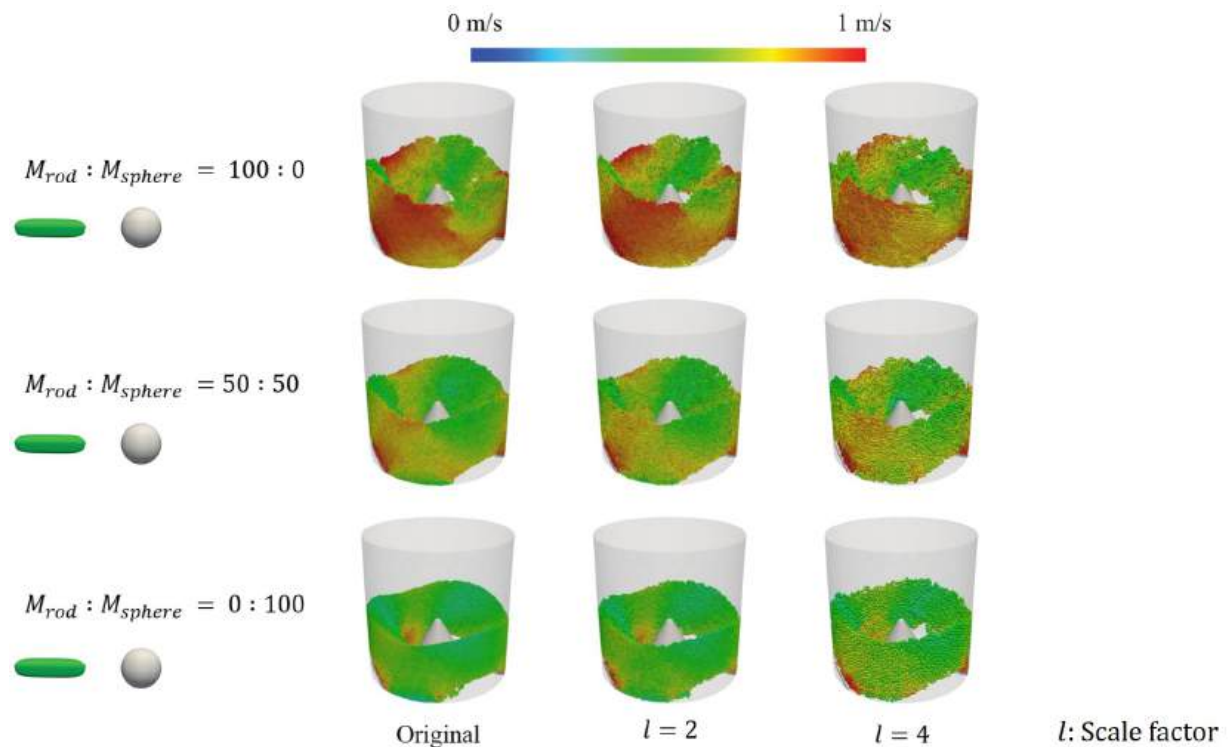 0 m/s 1 m/s
M_rod : M_sphere = 100 : 0
M_rod : M_sphere = 50 : 50
M_rod : M_sphere = 0 : 100
Original l = 2 l = 4 l: Scale factor